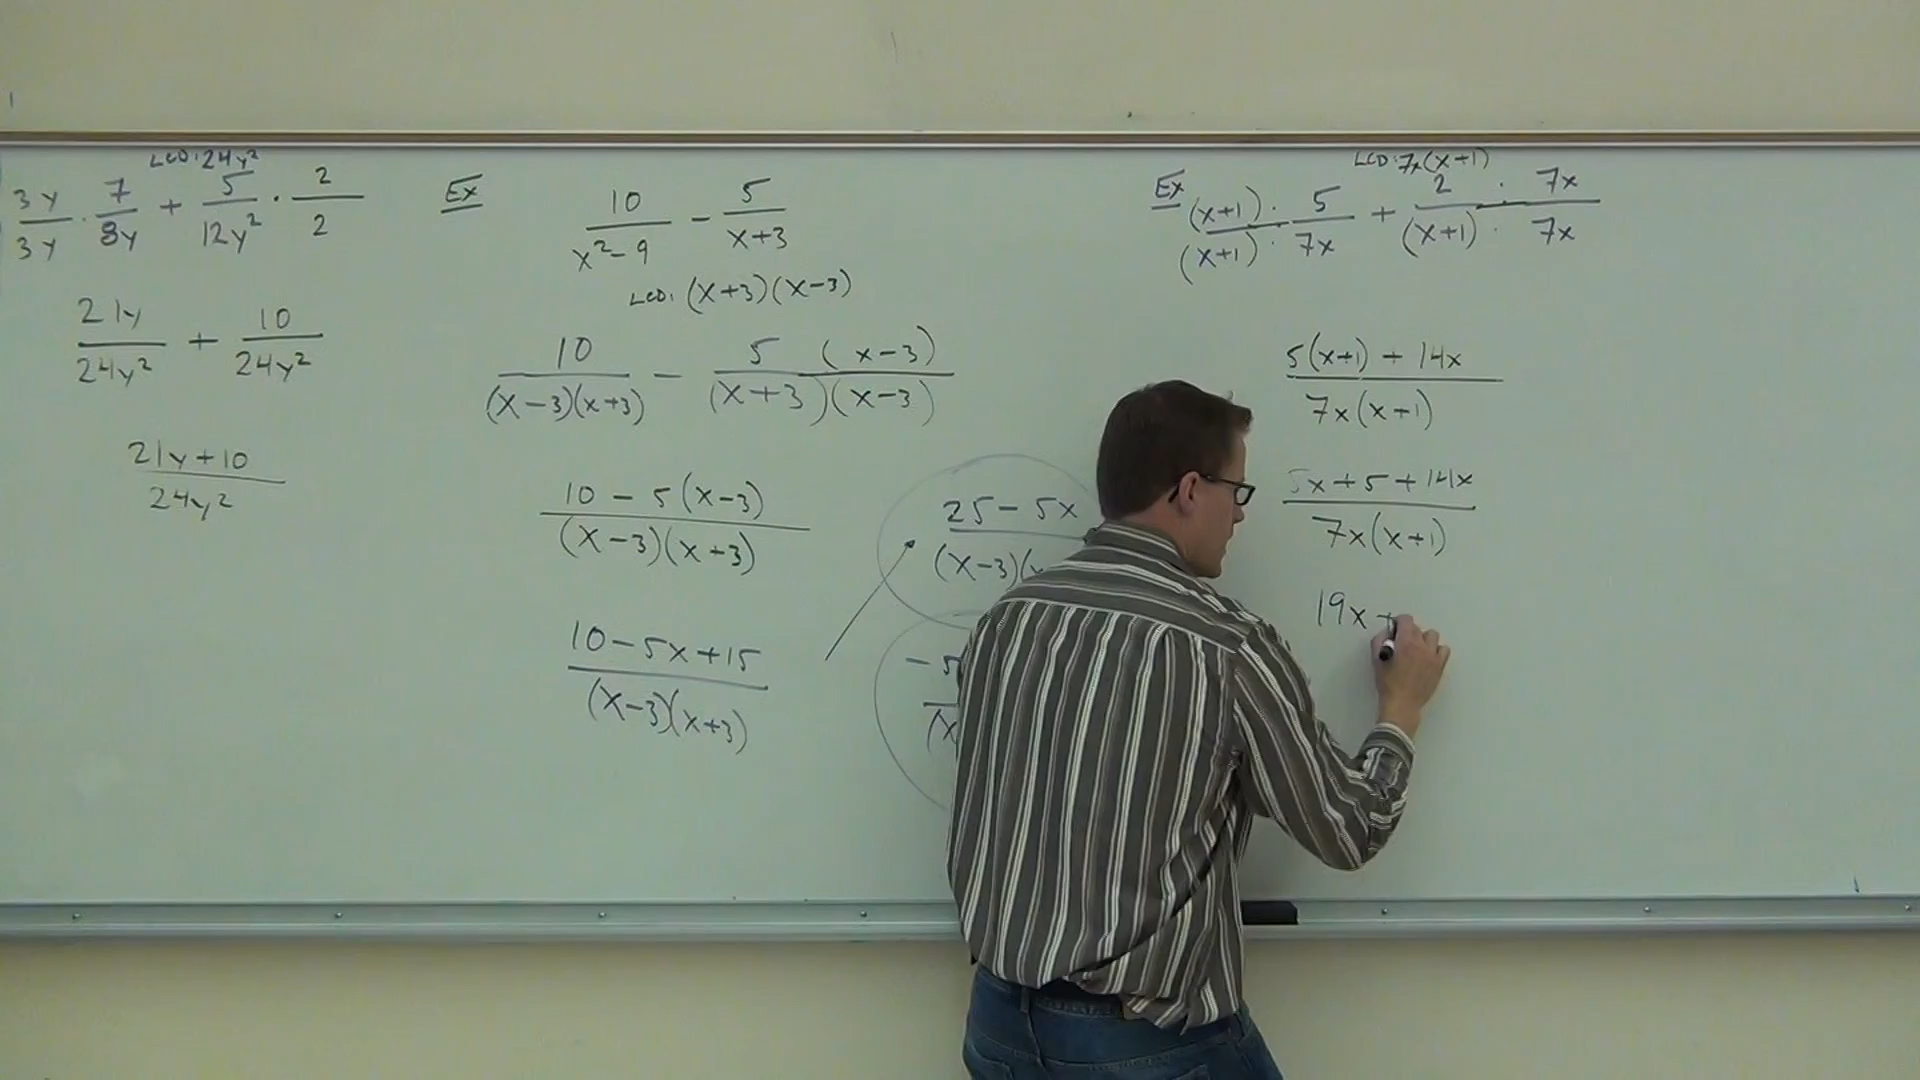 LCD: 24y²
3y/3y · 7/8y + 5/12y² · 2/2
21y/24y² + 10/24y²
21y+10/24y²
Ex
10/x²-9 - 5/x+3
LCD: (x+3)(x-3)
10/(x-3)(x+3) - 5(x-3)/(x+3)(x-3)
10-5(x-3)/(x-3)(x+3)
10-5x+15/(x-3)(x+3)
25-5x/(x-3)(
-5
(x
Ex
LCD: 7x(x+1)
(x+1)/(x+1) · 5/7x + 2/(x+1) · 7x/7x
5(x+1)+14x/7x(x+1)
5x+5+14x/7x(x+1)
19x +